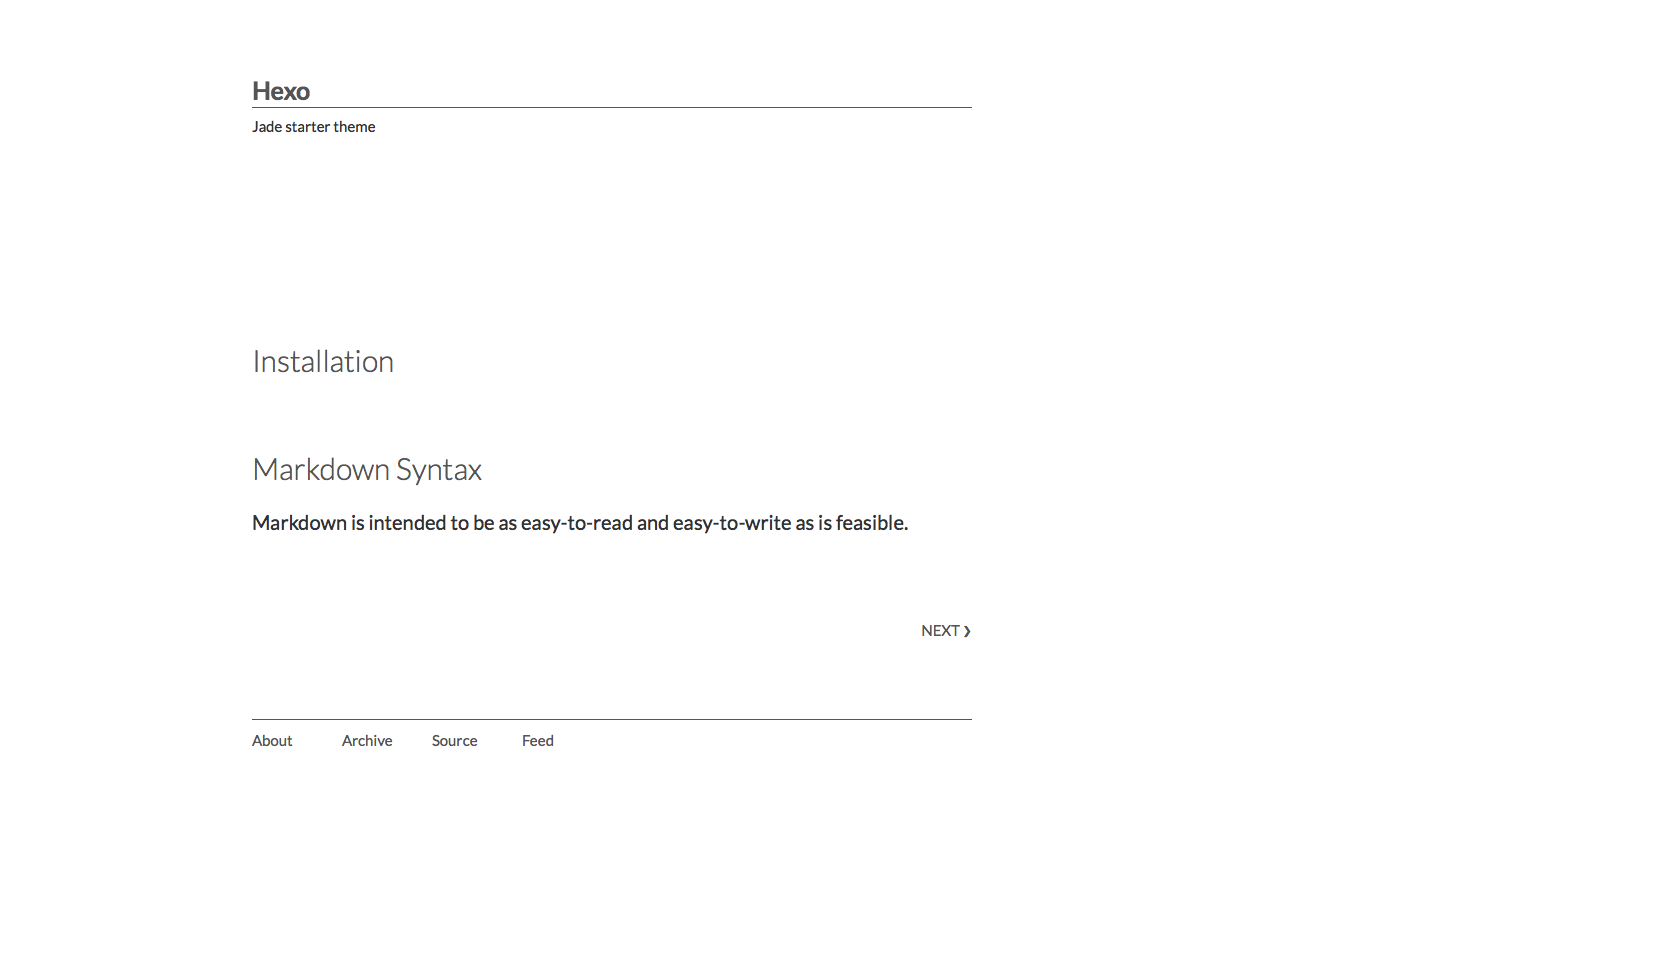 Hexo
Jade starter theme
Installation
Markdown Syntax
Markdown is intended to be as easy-to-read and easy-to-write as is feasible.
NEXT ❯
About Archive Source Feed